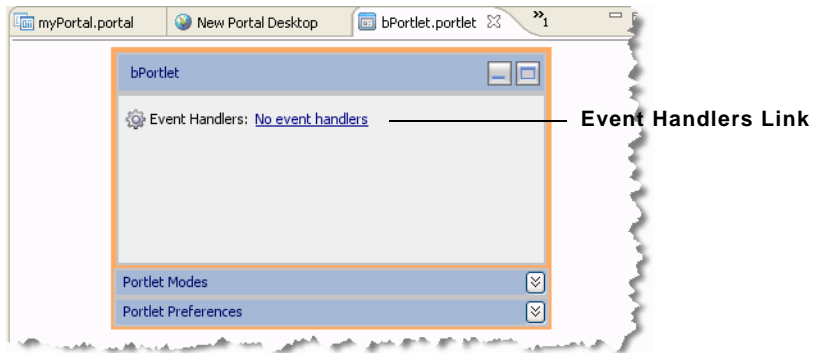 myPortal.portal New Portal Desktop bPortlet.portlet »1
bPortlet
Event Handlers: No event handlers
Event Handlers Link
Portlet Modes
Portlet Preferences